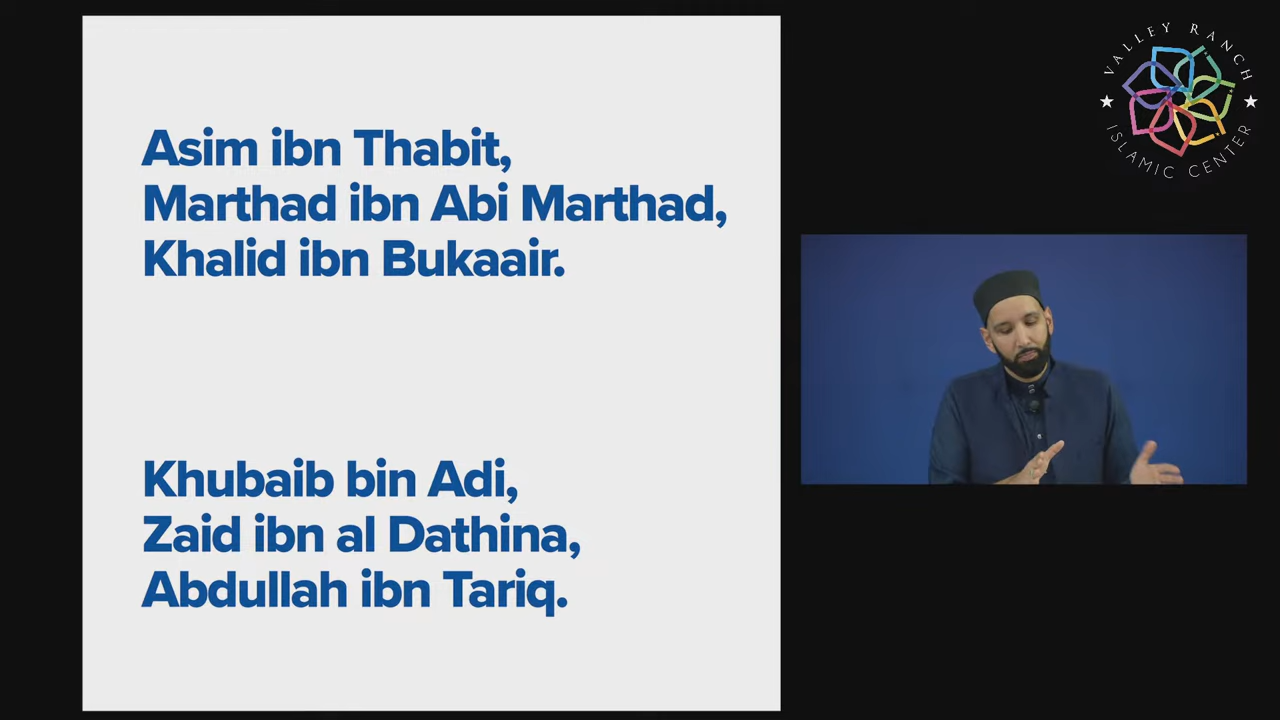 Asim ibn Thabit,
Marthad ibn Abi Marthad,
Khalid ibn Bukaair.
Khubaib bin Adi,
Zaid ibn al Dathina,
Abdullah ibn Tariq.
VALLEY RANCH
ISLAMIC CENTER